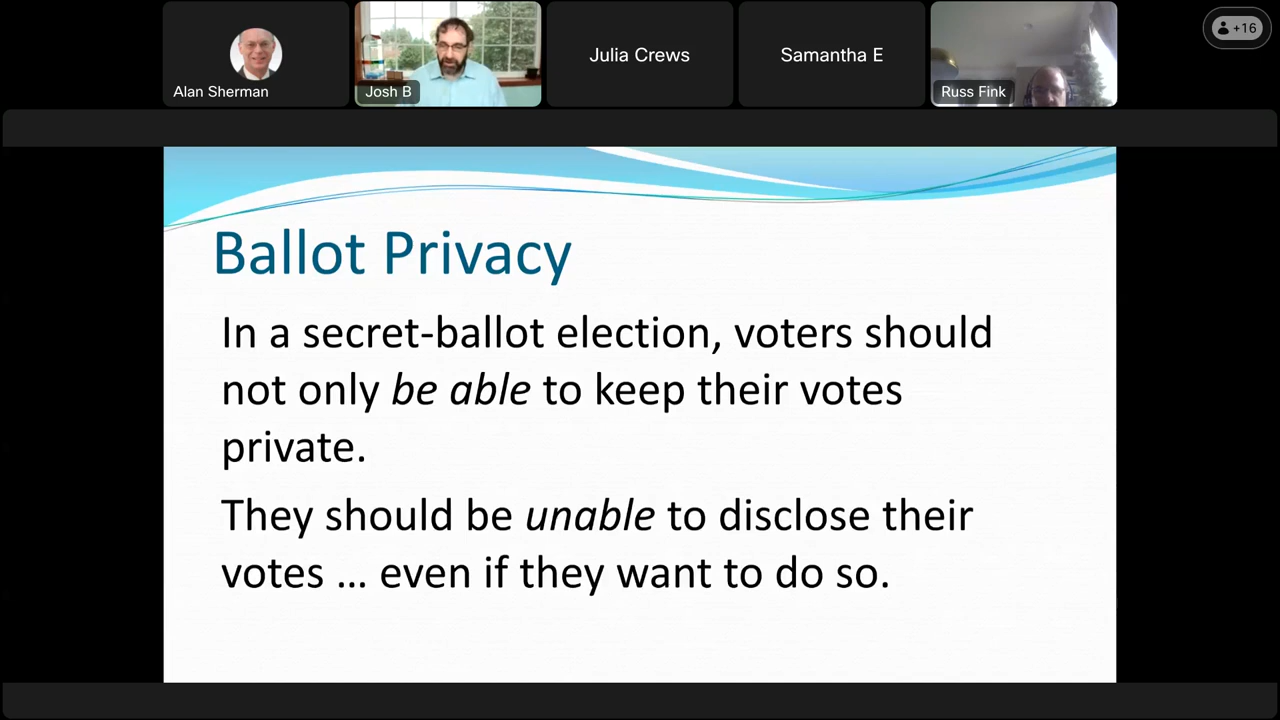 Alan Sherman
Josh B
Julia Crews
Samantha E
Russ Fink
+16
Ballot Privacy
In a secret-ballot election, voters should
not only be able to keep their votes
private.
They should be unable to disclose their
votes … even if they want to do so.